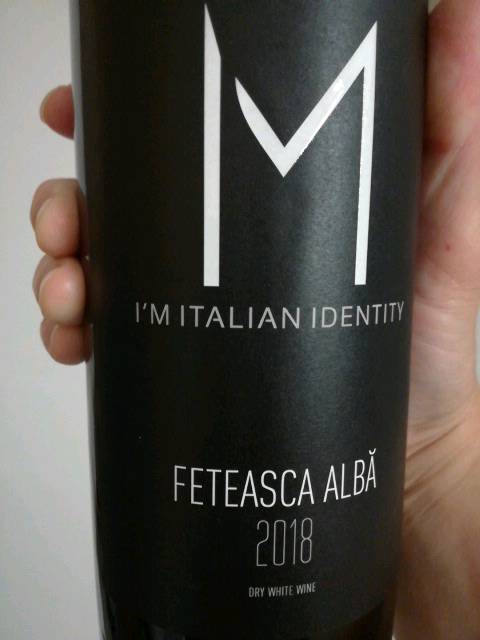 M
I'M ITALIAN IDENTITY
FETEASCA ALBĂ
2018
DRY WHITE WINE